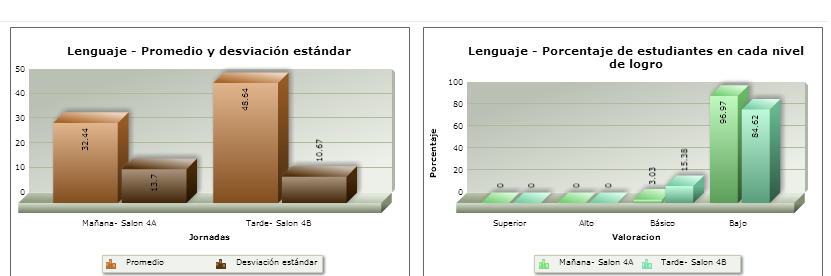 Lenguaje - Promedio y desviación estándar
50
40
30
20
10
0
32.44
13.7
48.64
10.67
Mañana- Salon 4A
Tarde- Salon 4B
Jornadas
Promedio
Desviación estándar
Lenguaje - Porcentaje de estudiantes en cada nivel
de logro
Porcentaje
100
80
60
40
20
0
0
0
0
0
3.03
15.38
96.97
84.62
Superior
Alto
Básico
Bajo
Valoracion
Mañana- Salon 4A
Tarde- Salon 4B